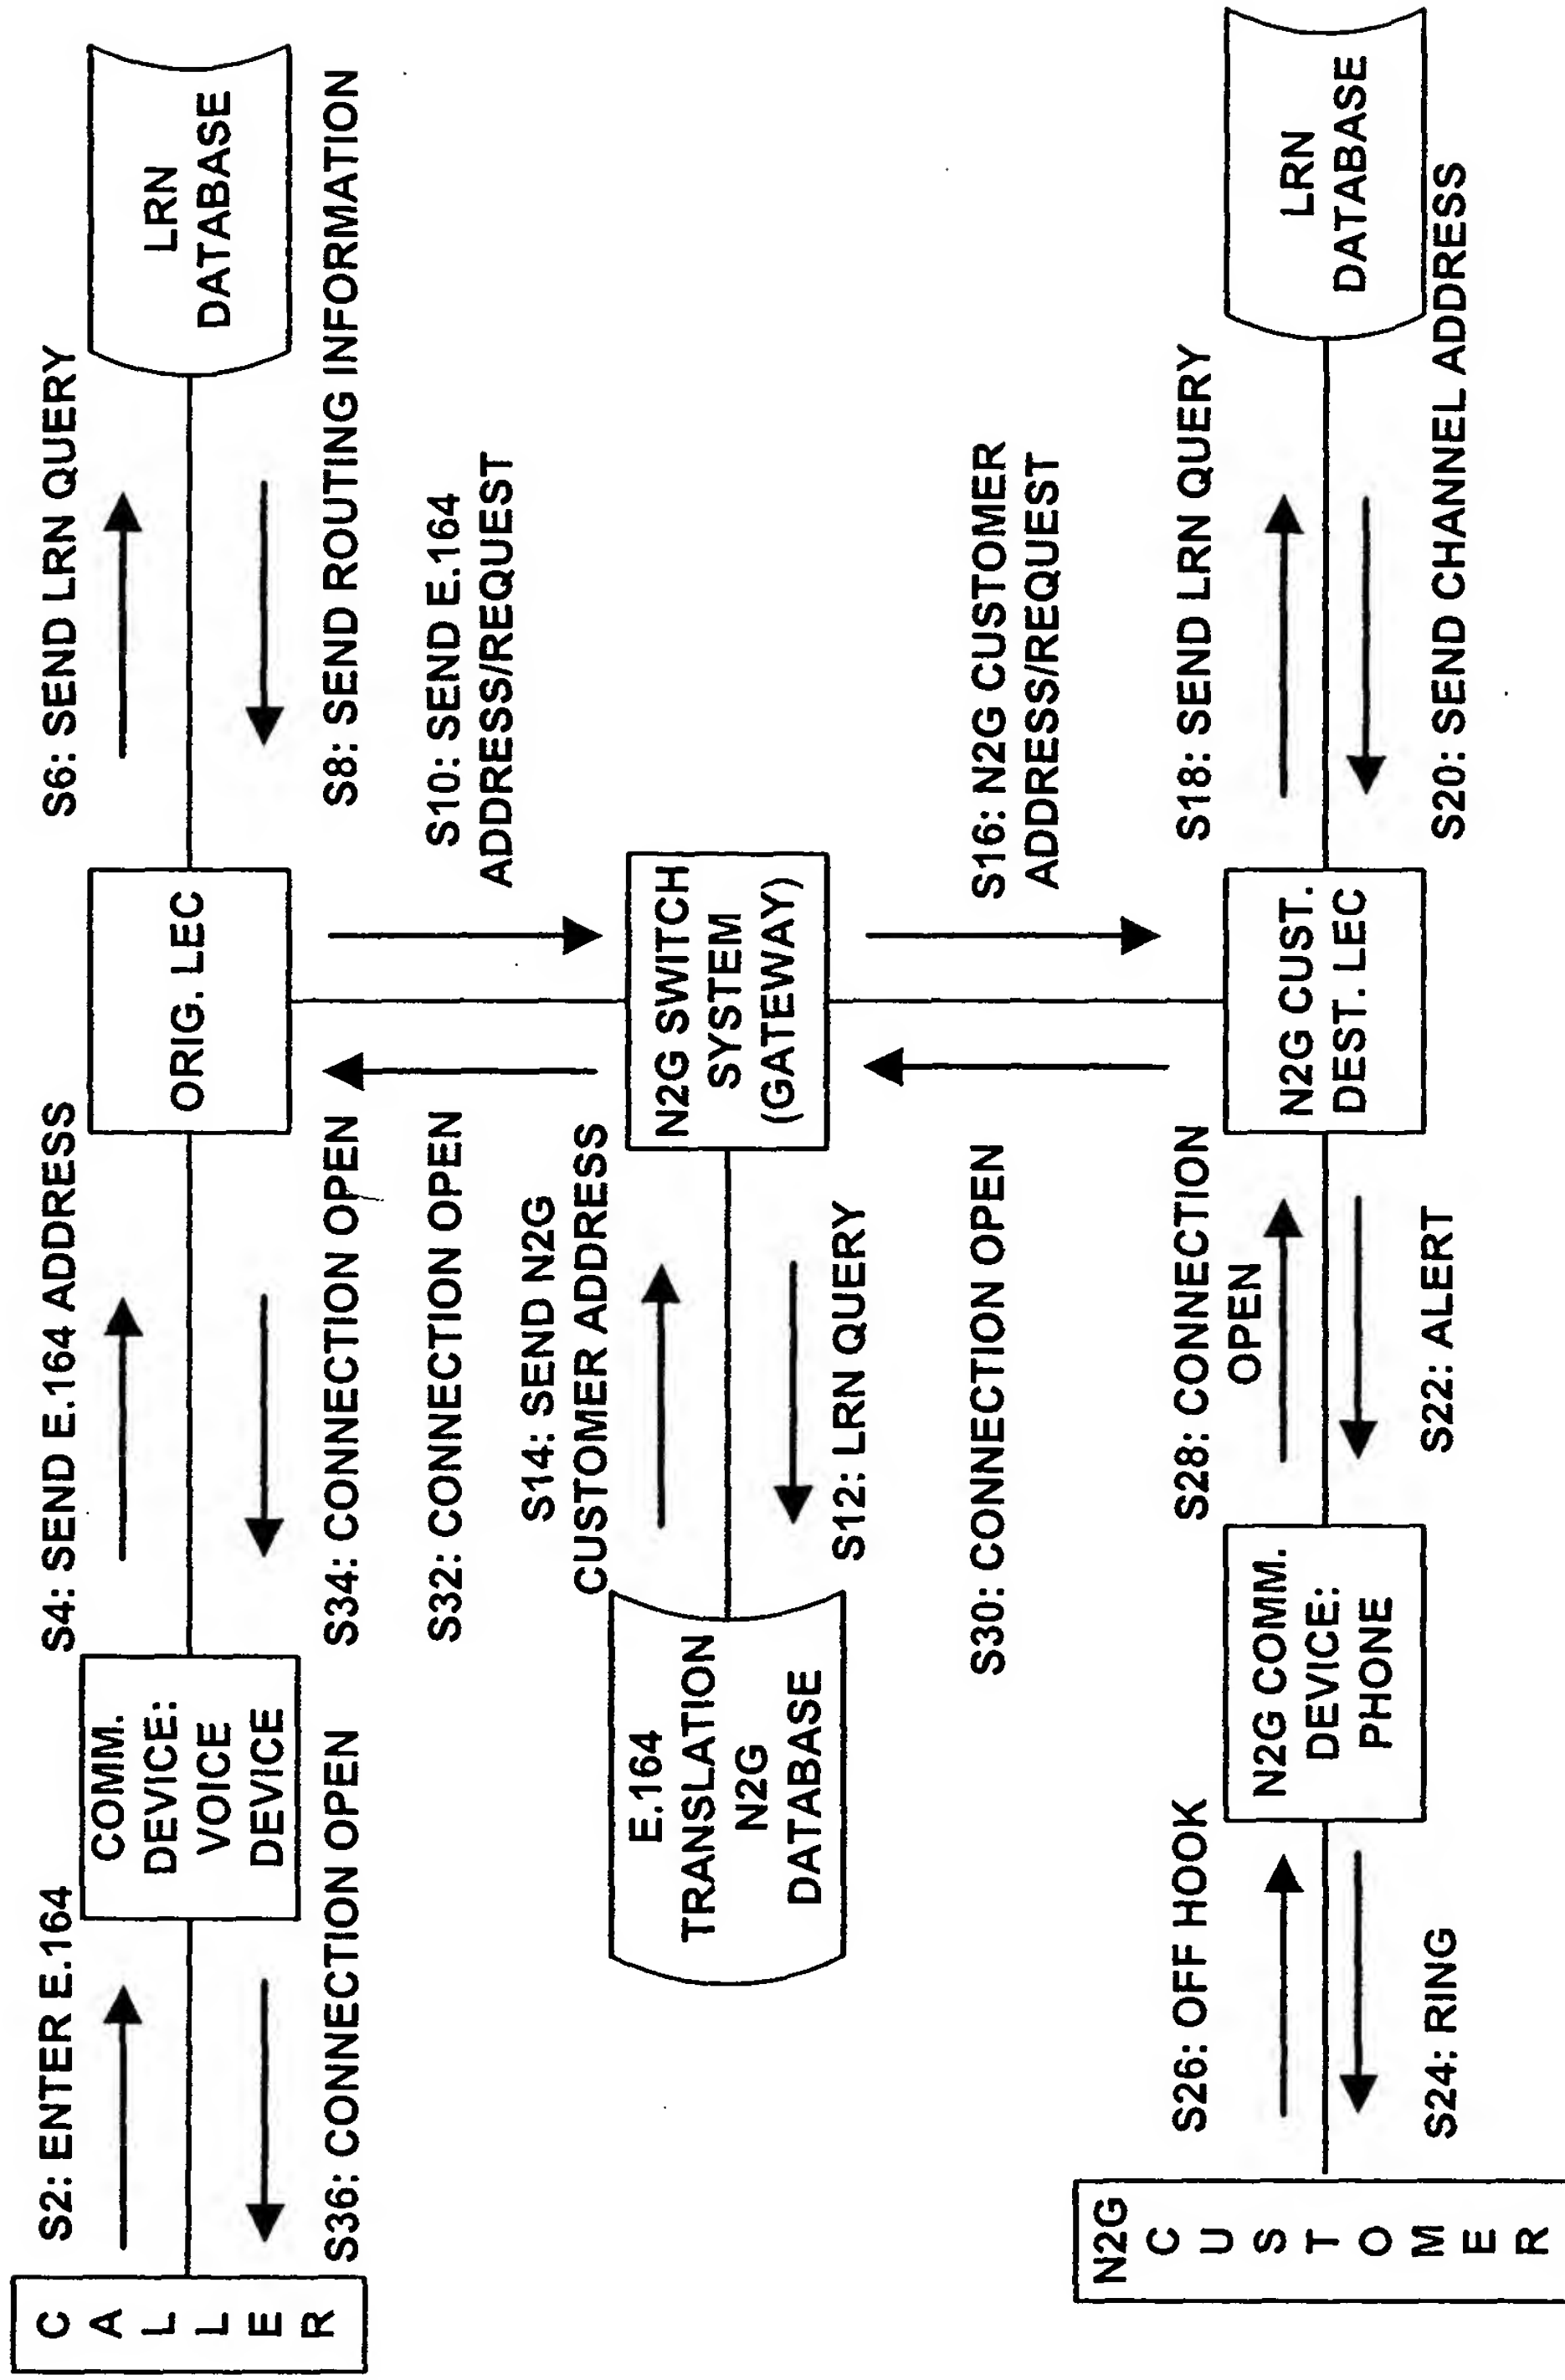 C
A
L
L
E
R
S2: ENTER E.164
S36: CONNECTION OPEN
COMM.
DEVICE:
VOICE
DEVICE
S4: SEND E.164 ADDRESS
S34: CONNECTION OPEN
ORIG. LEC
S6: SEND LRN QUERY
S8: SEND ROUTING INFORMATION
LRN
DATABASE
S32: CONNECTION OPEN
S10: SEND E.164
ADDRESS/REQUEST
E.164
TRANSLATION
N2G
DATABASE
S14: SEND N2G
CUSTOMER ADDRESS
S12: LRN QUERY
N2G SWITCH
SYSTEM
(GATEWAY)
S30: CONNECTION OPEN
S16: N2G CUSTOMER
ADDRESS/REQUEST
N2G
C
U
S
T
O
M
E
R
S26: OFF HOOK
S24: RING
N2G COMM.
DEVICE:
PHONE
S28: CONNECTION
OPEN
S22: ALERT
N2G CUST.
DEST. LEC
S18: SEND LRN QUERY
S20: SEND CHANNEL ADDRESS
LRN
DATABASE